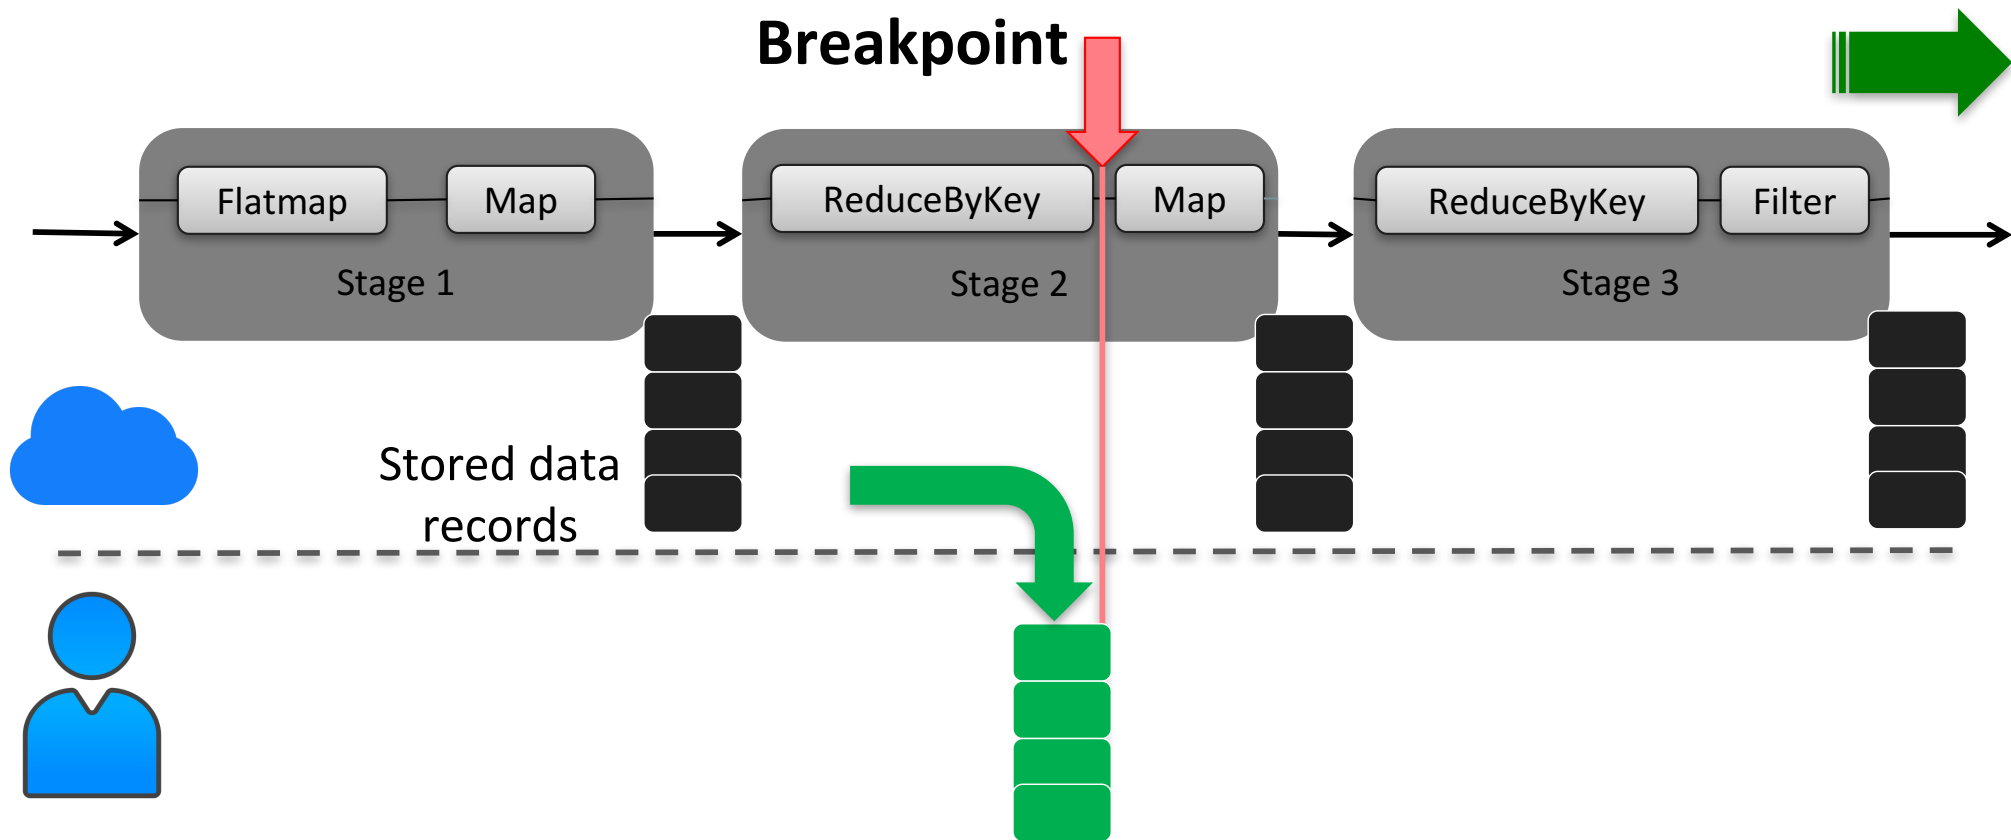 Breakpoint
Flatmap
Map
ReduceByKey
Map
ReduceByKey
Filter
Stage 1
Stage 2
Stage 3
Stored data
records